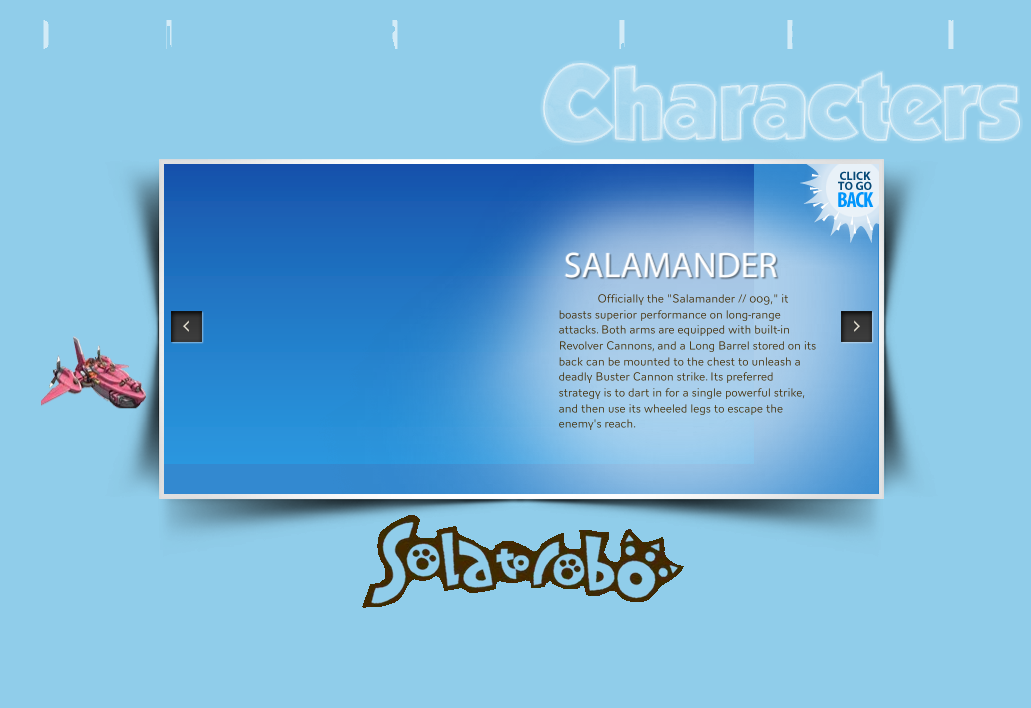 Characters
CLICK
TO GO
BACK
SALAMANDER
Officially the "Salamander // 009," it
boasts superior performance on long-range
attacks. Both arms are equipped with built-in
Revolver Cannons, and a Long Barrel stored on its
back can be mounted to the chest to unleash a
deadly Buster Cannon strike. Its preferred
strategy is to dart in for a single powerful strike,
and then use its wheeled legs to escape the
enemy's reach.
Solatorobo